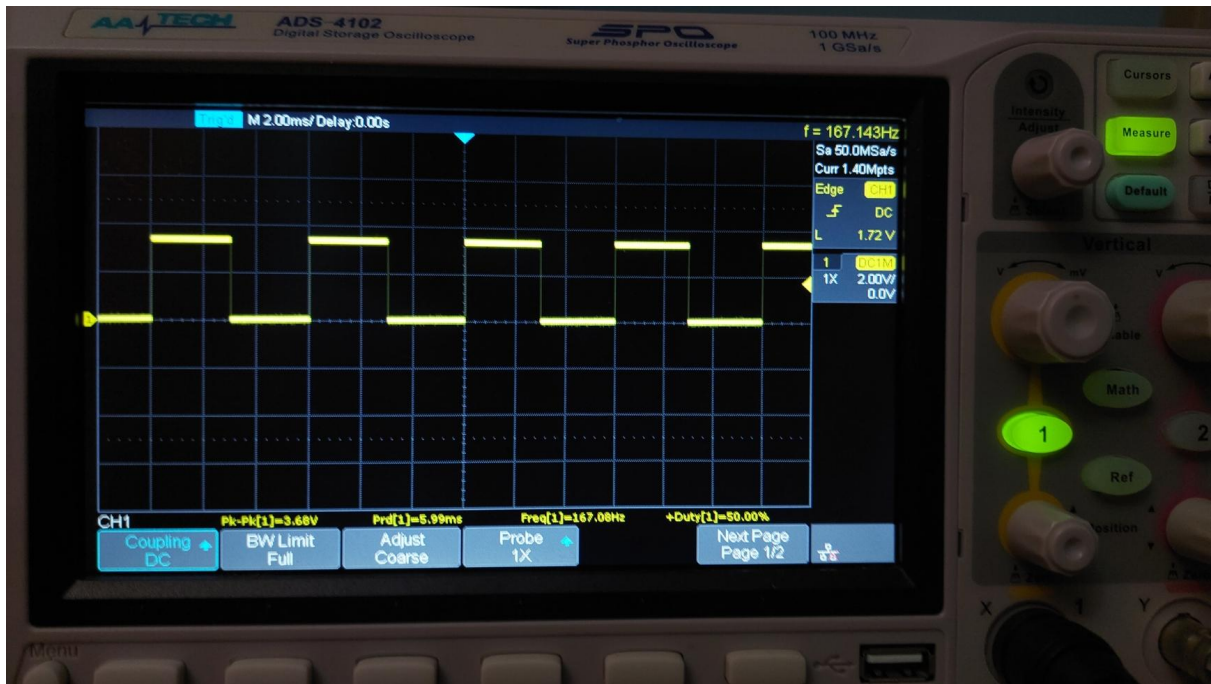 AA TECH ADS-4102
Digital Storage Oscilloscope
SPO
Super Phosphor Oscilloscope
100 MHz
1 GSa/s
Trig'd M 2.00ms/ Delay:0.00s
f = 167.143Hz
Sa 50.0MSa/s
Curr 1.40Mpts
Edge CH1
DC
L 1.72 V
1 DC1M
1X 2.00V/
0.0V
1
CH1 Pk-Pk[1]=3.68V Prd[1]=5.99ms Freq[1]=167.08Hz +Duty[1]=50.00%
Coupling
DC
BW Limit
Full
Adjust
Coarse
Probe
1X
Next Page
Page 1/2
Menu
Intensity
Adjust
Cursors
Measure
Default
Vertical
V mV
V
Math
1
2
Ref
Position
X 1 Y